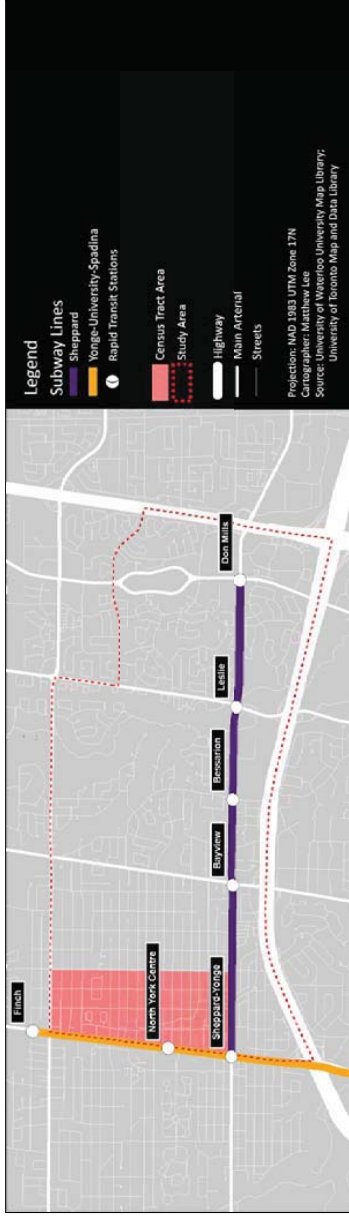 Finch
North York Centre
Sheppard-Yonge
Bayview
Bessarion
Leslie
Don Mills
Legend
Subway Lines
Sheppard
Yonge-University-Spadina
Rapid Transit Stations
Census Tract Area
Study Area
Highway
Main Arterial
Streets
Projection: NAD 1983 UTM Zone 17N
Cartographer: Matthew Lee
Source: University of Waterloo University Map Library;
University of Toronto Map and Data Library